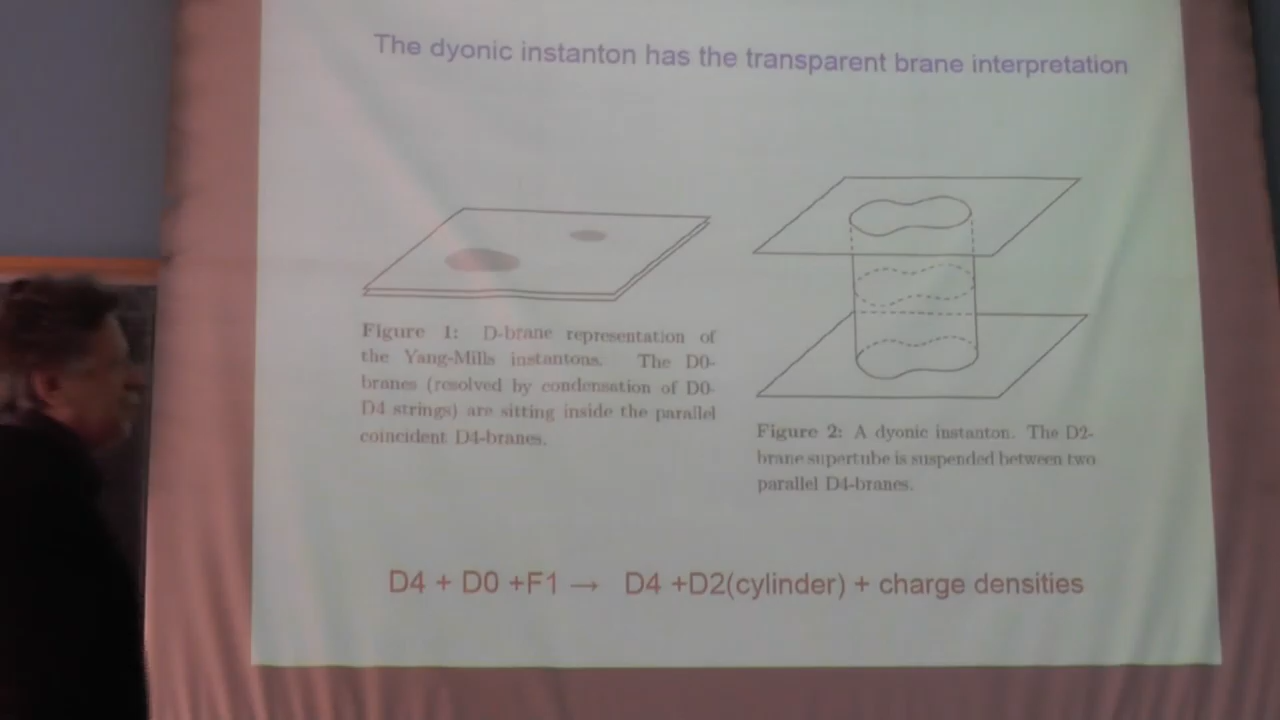 The dyonic instanton has the transparent brane interpretation
Figure 1: D-brane representation of
the Yang-Mills instantons. The D0-
branes (resolved by condensation of D0-
D4 strings) are sitting inside the parallel
coincident D4-branes.
Figure 2: A dyonic instanton. The D2-
brane supertube is suspended between two
parallel D4-branes.
D4 + D0 +F1 → D4 +D2(cylinder) + charge densities